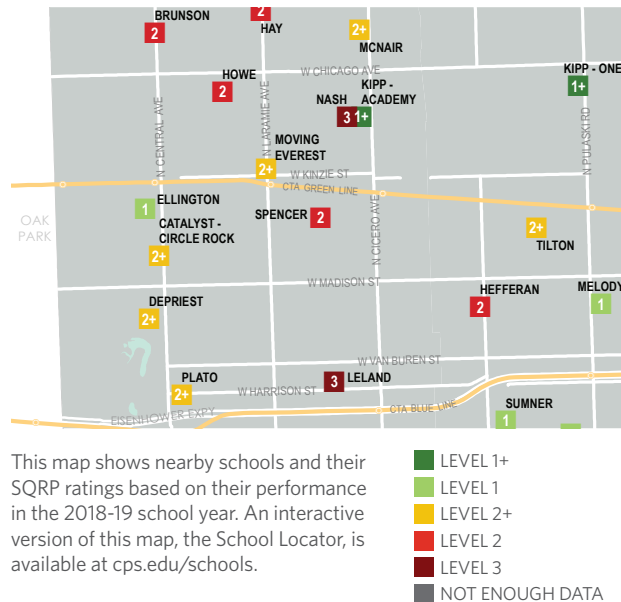 BRUNSON
2
2
HAY
2+
MCNAIR
W CHICAGO AVE
HOWE
2
NASH
KIPP -
ACADEMY
3
1+
KIPP - ONE
1+
N CENTRAL AVE
N LARAMIE AVE
N PULASKI RD
MOVING
EVEREST
2+
W KINZIE ST
CTA GREEN LINE
ELLINGTON
1
OAK
PARK
CATALYST -
CIRCLE ROCK
2+
SPENCER
2
N CICERO AVE
2+
TILTON
W MADISON ST
DEPRIEST
2+
HEFFERAN
2
MELODY
1
W VAN BUREN ST
PLATO
2+
3
LELAND
W HARRISON ST
EISENHOWER EXPY
CTA BLUE LINE
SUMNER
1
This map shows nearby schools and their
SQRP ratings based on their performance
in the 2018-19 school year. An interactive
version of this map, the School Locator, is
available at cps.edu/schools.
LEVEL 1+
LEVEL 1
LEVEL 2+
LEVEL 2
LEVEL 3
NOT ENOUGH DATA